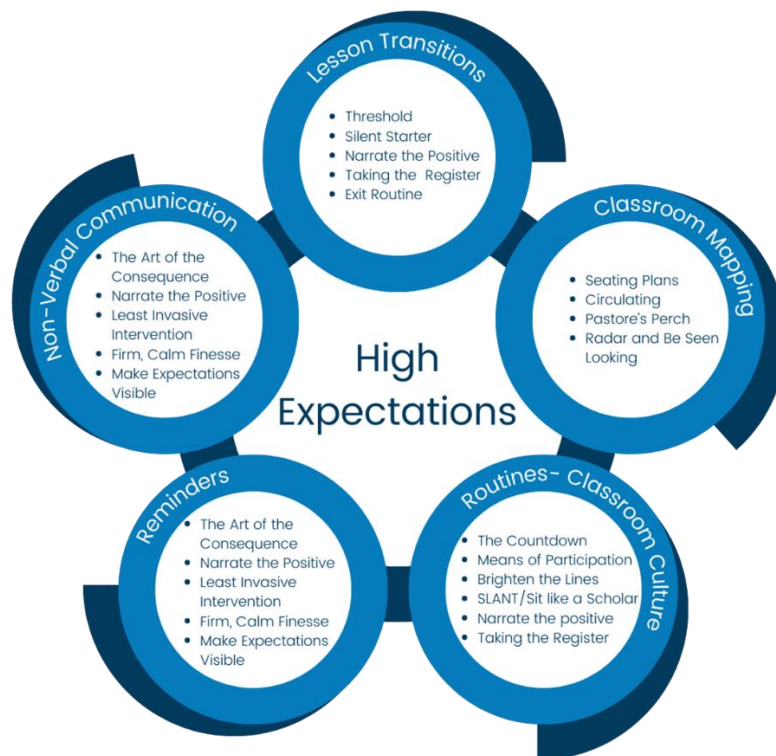 Lesson Transitions
• Threshold
• Silent Starter
• Narrate the Positive
• Taking the Register
• Exit Routine
Classroom Mapping
• Seating Plans
• Circulating
• Pastore's Perch
• Radar and Be Seen
Looking
Non-Verbal Communication
• The Art of the
Consequence
• Narrate the Positive
• Least Invasive
Intervention
• Firm, Calm Finesse
• Make Expectations
Visible
High
Expectations
Reminders
• The Art of the
Consequence
• Narrate the Positive
• Least Invasive
Intervention
• Firm, Calm Finesse
• Make Expectations
Visible
Routines- Classroom Culture
• The Countdown
• Means of Participation
• Brighten the Lines
• SLANT/Sit like a Scholar
• Narrate the positive
• Taking the Register